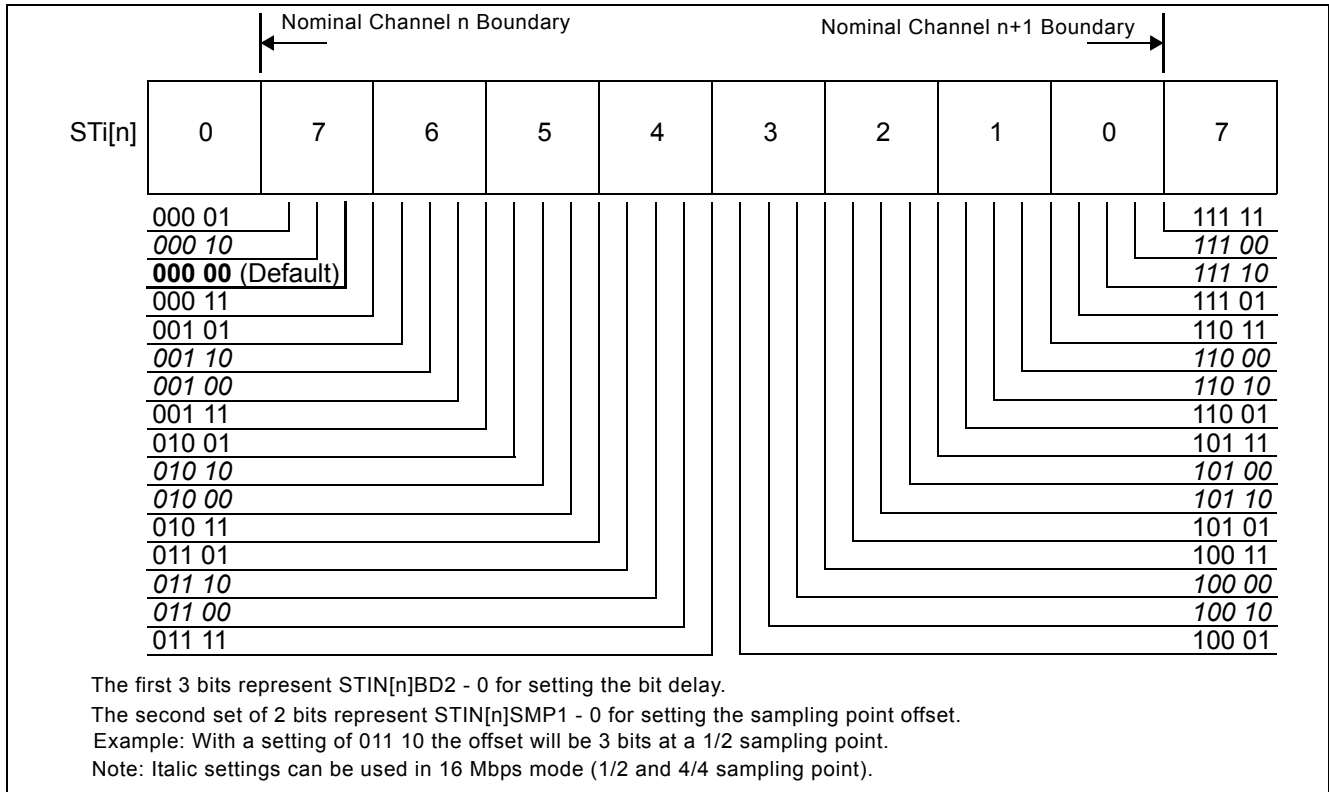 Nominal Channel n Boundary
Nominal Channel n+1 Boundary
STi[n] 0 7 6 5 4 3 2 1 0 7
000 01 111 11
000 10 111 00
000 00 (Default) 111 10
000 11 111 01
001 01 110 11
001 10 110 00
001 00 110 10
001 11 110 01
010 01 101 11
010 10 101 00
010 00 101 10
010 11 101 01
011 01 100 11
011 10 100 00
011 00 100 10
011 11 100 01
The first 3 bits represent STIN[n]BD2 - 0 for setting the bit delay.
The second set of 2 bits represent STIN[n]SMP1 - 0 for setting the sampling point offset.
Example: With a setting of 011 10 the offset will be 3 bits at a 1/2 sampling point.
Note: Italic settings can be used in 16 Mbps mode (1/2 and 4/4 sampling point).